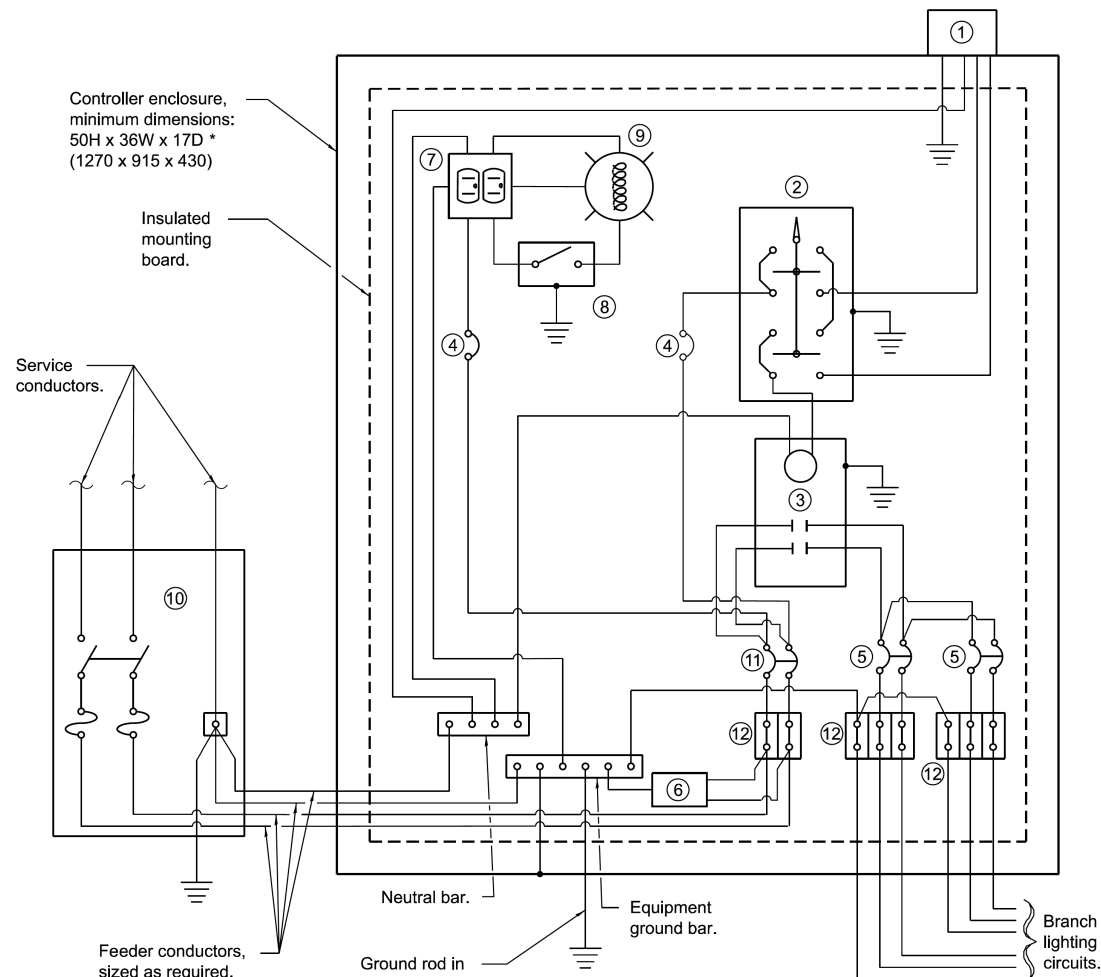 ①
Controller enclosure,
minimum dimensions:
50H x 36W x 17D *
(1270 x 915 x 430)
⑦
⑨
②
Insulated
mounting
board.
⑧
④
④
Service
conductors.
③
⑩
⑪
⑤
⑤
⑫
⑫
⑫
⑥
Neutral bar.
Equipment
ground bar.
Branch
lighting
circuits.
Feeder conductors,
sized as required.
Ground rod in